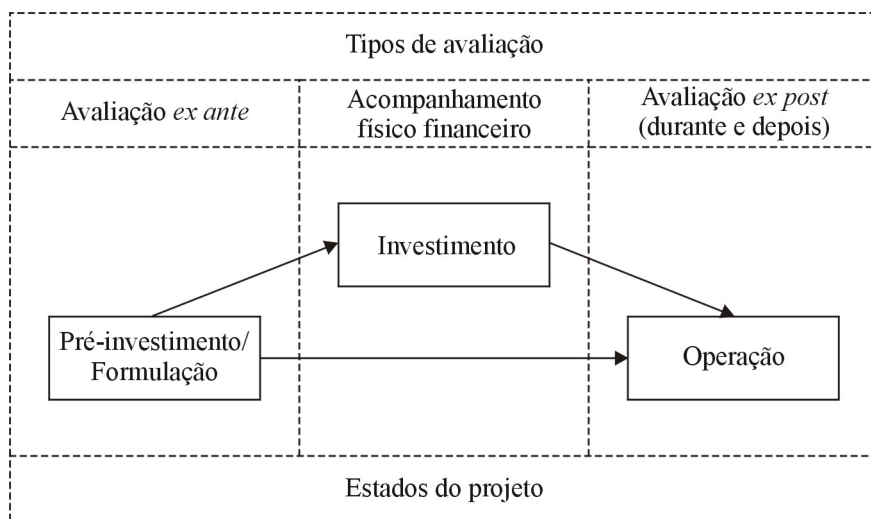 Tipos de avaliação
Avaliação ex ante
Acompanhamento
físico financeiro
Avaliação ex post
(durante e depois)
Investimento
Pré-investimento/
Formulação
Operação
Estados do projeto